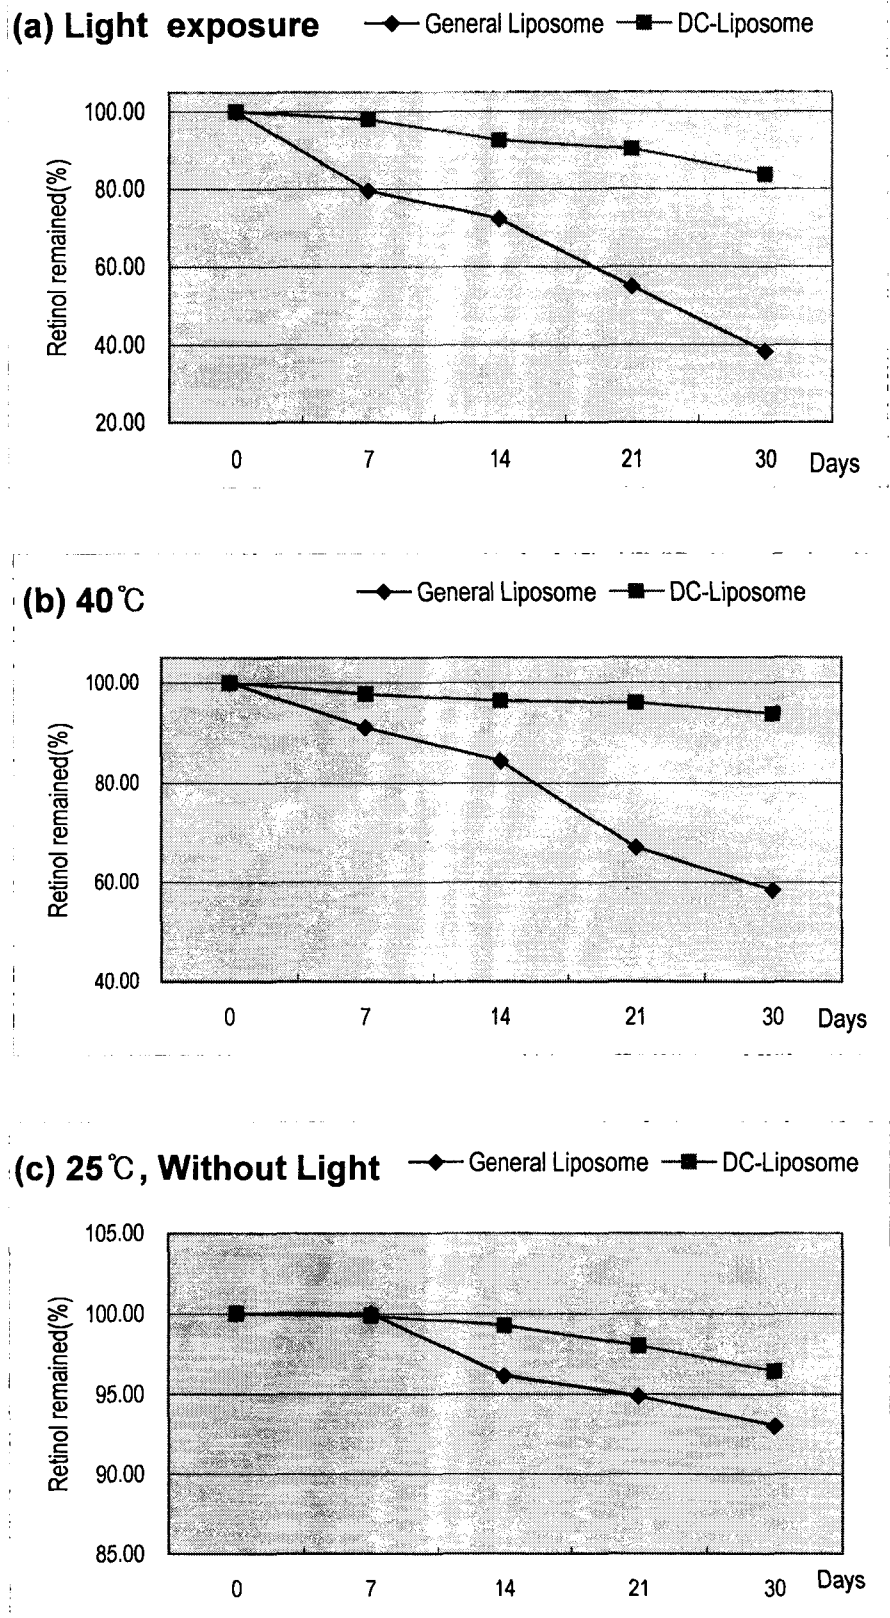 (a) Light exposure
General Liposome DC-Liposome
Retinol remained(%)
100.00
80.00
60.00
40.00
20.00
0 7 14 21 30 Days
(b) 40℃
General Liposome DC-Liposome
Retinol remained(%)
100.00
80.00
60.00
40.00
0 7 14 21 30 Days
(c) 25℃, Without Light
General Liposome DC-Liposome
Retinol remained(%)
105.00
100.00
95.00
90.00
85.00
0 7 14 21 30 Days